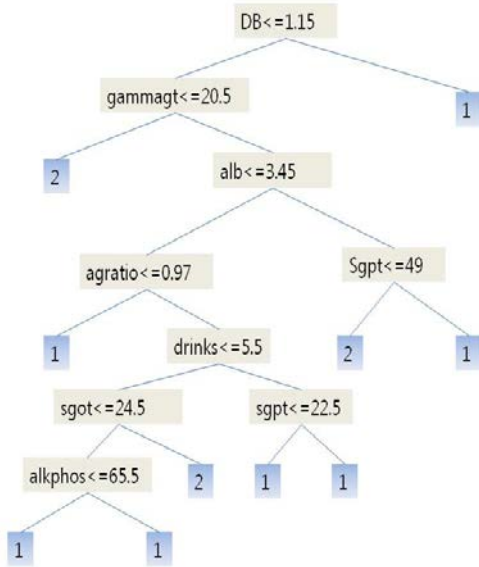 DB<=1.15
gammagt<=20.5
1
2
alb<=3.45
agratio<=0.97
Sgpt<=49
1
drinks<=5.5
2
1
sgot<=24.5
sgpt<=22.5
alkphos<=65.5
2
1
1
1
1